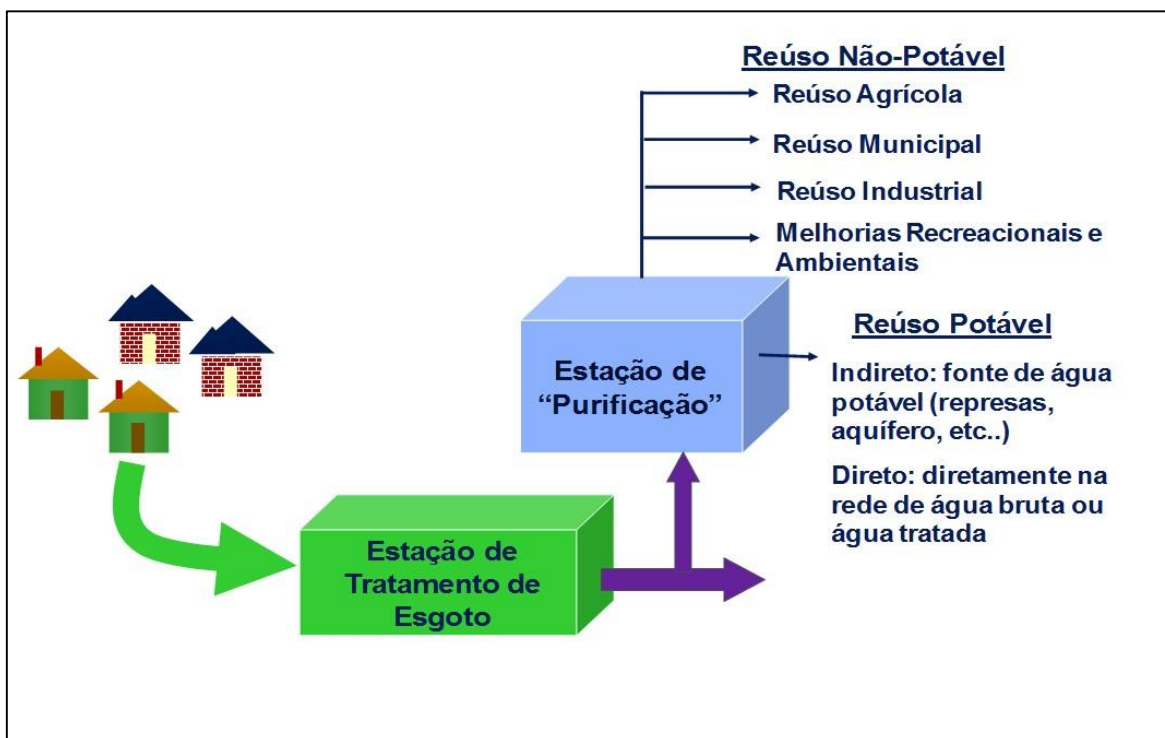 Reúso Não-Potável
Reúso Agrícola
Reúso Municipal
Reúso Industrial
Melhorias Recreacionais e
Ambientais
Estação de
“Purificação”
Reúso Potável
Indireto: fonte de água
potável (represas,
aquífero, etc..)
Direto: diretamente na
rede de água bruta ou
água tratada
Estação de
Tratamento de
Esgoto